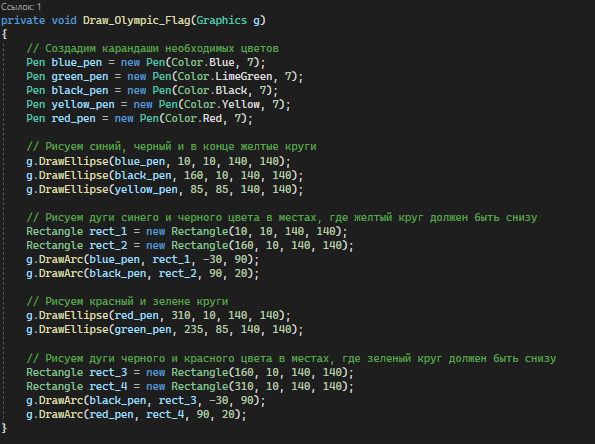 Ссылок: 1
private void Draw_Olympic_Flag(Graphics g)
{
// Создадим карандаши необходимых цветов
Pen blue_pen = new Pen(Color.Blue, 7);
Pen green_pen = new Pen(Color.LimeGreen, 7);
Pen black_pen = new Pen(Color.Black, 7);
Pen yellow_pen = new Pen(Color.Yellow, 7);
Pen red_pen = new Pen(Color.Red, 7);
// Рисуем синий, черный и в конце желтые круги
g.DrawEllipse(blue_pen, 10, 10, 140, 140);
g.DrawEllipse(black_pen, 160, 10, 140, 140);
g.DrawEllipse(yellow_pen, 85, 85, 140, 140);
// Рисуем дуги синего и черного цвета в местах, где желтый круг должен быть снизу
Rectangle rect_1 = new Rectangle(10, 10, 140, 140);
Rectangle rect_2 = new Rectangle(160, 10, 140, 140);
g.DrawArc(blue_pen, rect_1, -30, 90);
g.DrawArc(black_pen, rect_2, 90, 20);
// Рисуем красный и зелене круги
g.DrawEllipse(red_pen, 310, 10, 140, 140);
g.DrawEllipse(green_pen, 235, 85, 140, 140);
// Рисуем дуги черного и красного цвета в местах, где зеленый круг должен быть снизу
Rectangle rect_3 = new Rectangle(160, 10, 140, 140);
Rectangle rect_4 = new Rectangle(310, 10, 140, 140);
g.DrawArc(black_pen, rect_3, -30, 90);
g.DrawArc(red_pen, rect_4, 90, 20);
}